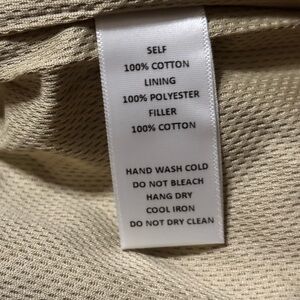 SELF
100% COTTON
LINING
100% POLYESTER
FILLER
100% COTTON
HAND WASH COLD
DO NOT BLEACH
HANG DRY
COOL IRON
DO NOT DRY CLEAN